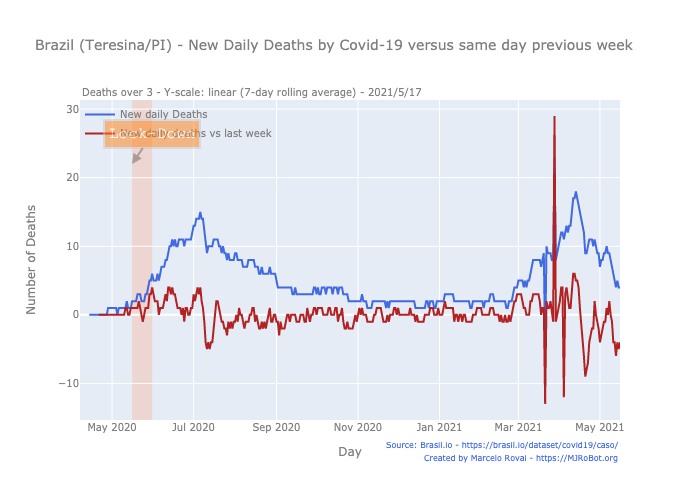 Brazil (Teresina/PI) - New Daily Deaths by Covid-19 versus same day previous week
Deaths over 3 - Y-scale: linear (7-day rolling average) - 2021/5/17
New daily Deaths
New daily Deaths vs last week
Lock Down
30
20
10
0
−10
Number of Deaths
May 2020
Jul 2020
Sep 2020
Nov 2020
Jan 2021
Mar 2021
May 2021
Day
Source: Brasil.io - https://brasil.io/dataset/covid19/caso/
Created by Marcelo Rovai - https://MJRoBot.org